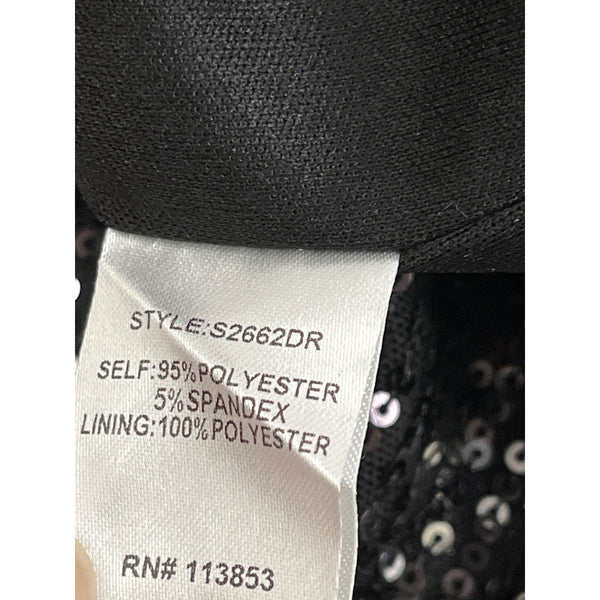 STYLE:S2662DR
SELF:95%POLYESTER
5%SPANDEX
LINING:100%POLYESTER
RN# 113853